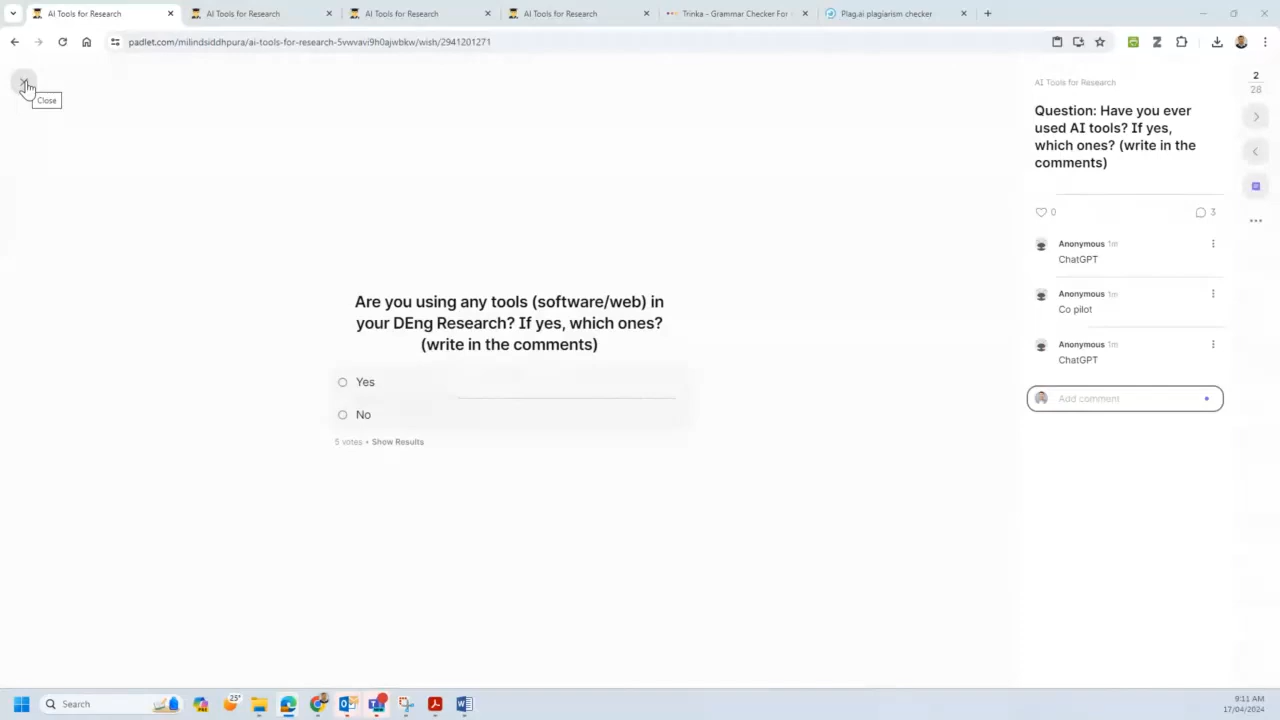 AI Tools for Research
AI Tools for Research
AI Tools for Research
AI Tools for Research
Trinka - Grammar Checker For
Plag.ai plagiarism checker
padlet.com/milindsiddhpura/ai-tools-for-research-5vwvavi9h0ajwbkw/wish/2941201271
Close
Are you using any tools (software/web) in
your DEng Research? If yes, which ones?
(write in the comments)
Yes
No
5 votes • Show Results
AI Tools for Research
Question: Have you ever
used AI tools? If yes,
which ones? (write in the
comments)
0
3
Anonymous 1m
ChatGPT
Anonymous 1m
Co pilot
Anonymous 1m
ChatGPT
Add comment
2
28
Search
25°
9:11 AM
17/04/2024